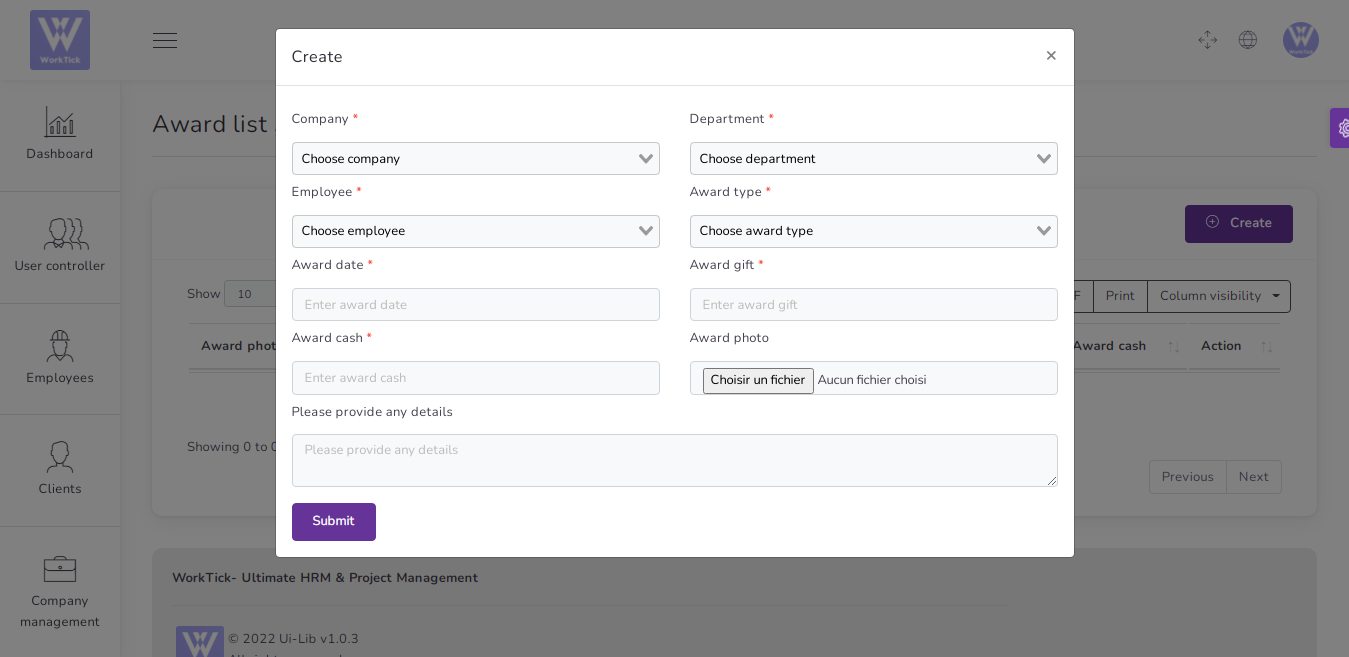 WorkTick
Create
×
Award list
Dashboard
User controller
Employees
Clients
Company
management
Company *
Department *
Choose company
Choose department
Employee *
Award type *
Choose employee
Choose award type
Award date *
Award gift *
Enter award date
Enter award gift
Award cash *
Award photo
Enter award cash
Choisir un fichier Aucun fichier choisi
Please provide any details
Please provide any details
Submit
Create
Show 10
F Print Column visibility
Award cash Action
Showing 0 to
Previous Next
WorkTick- Ultimate HRM & Project Management
© 2022 Ui-Lib v1.0.3